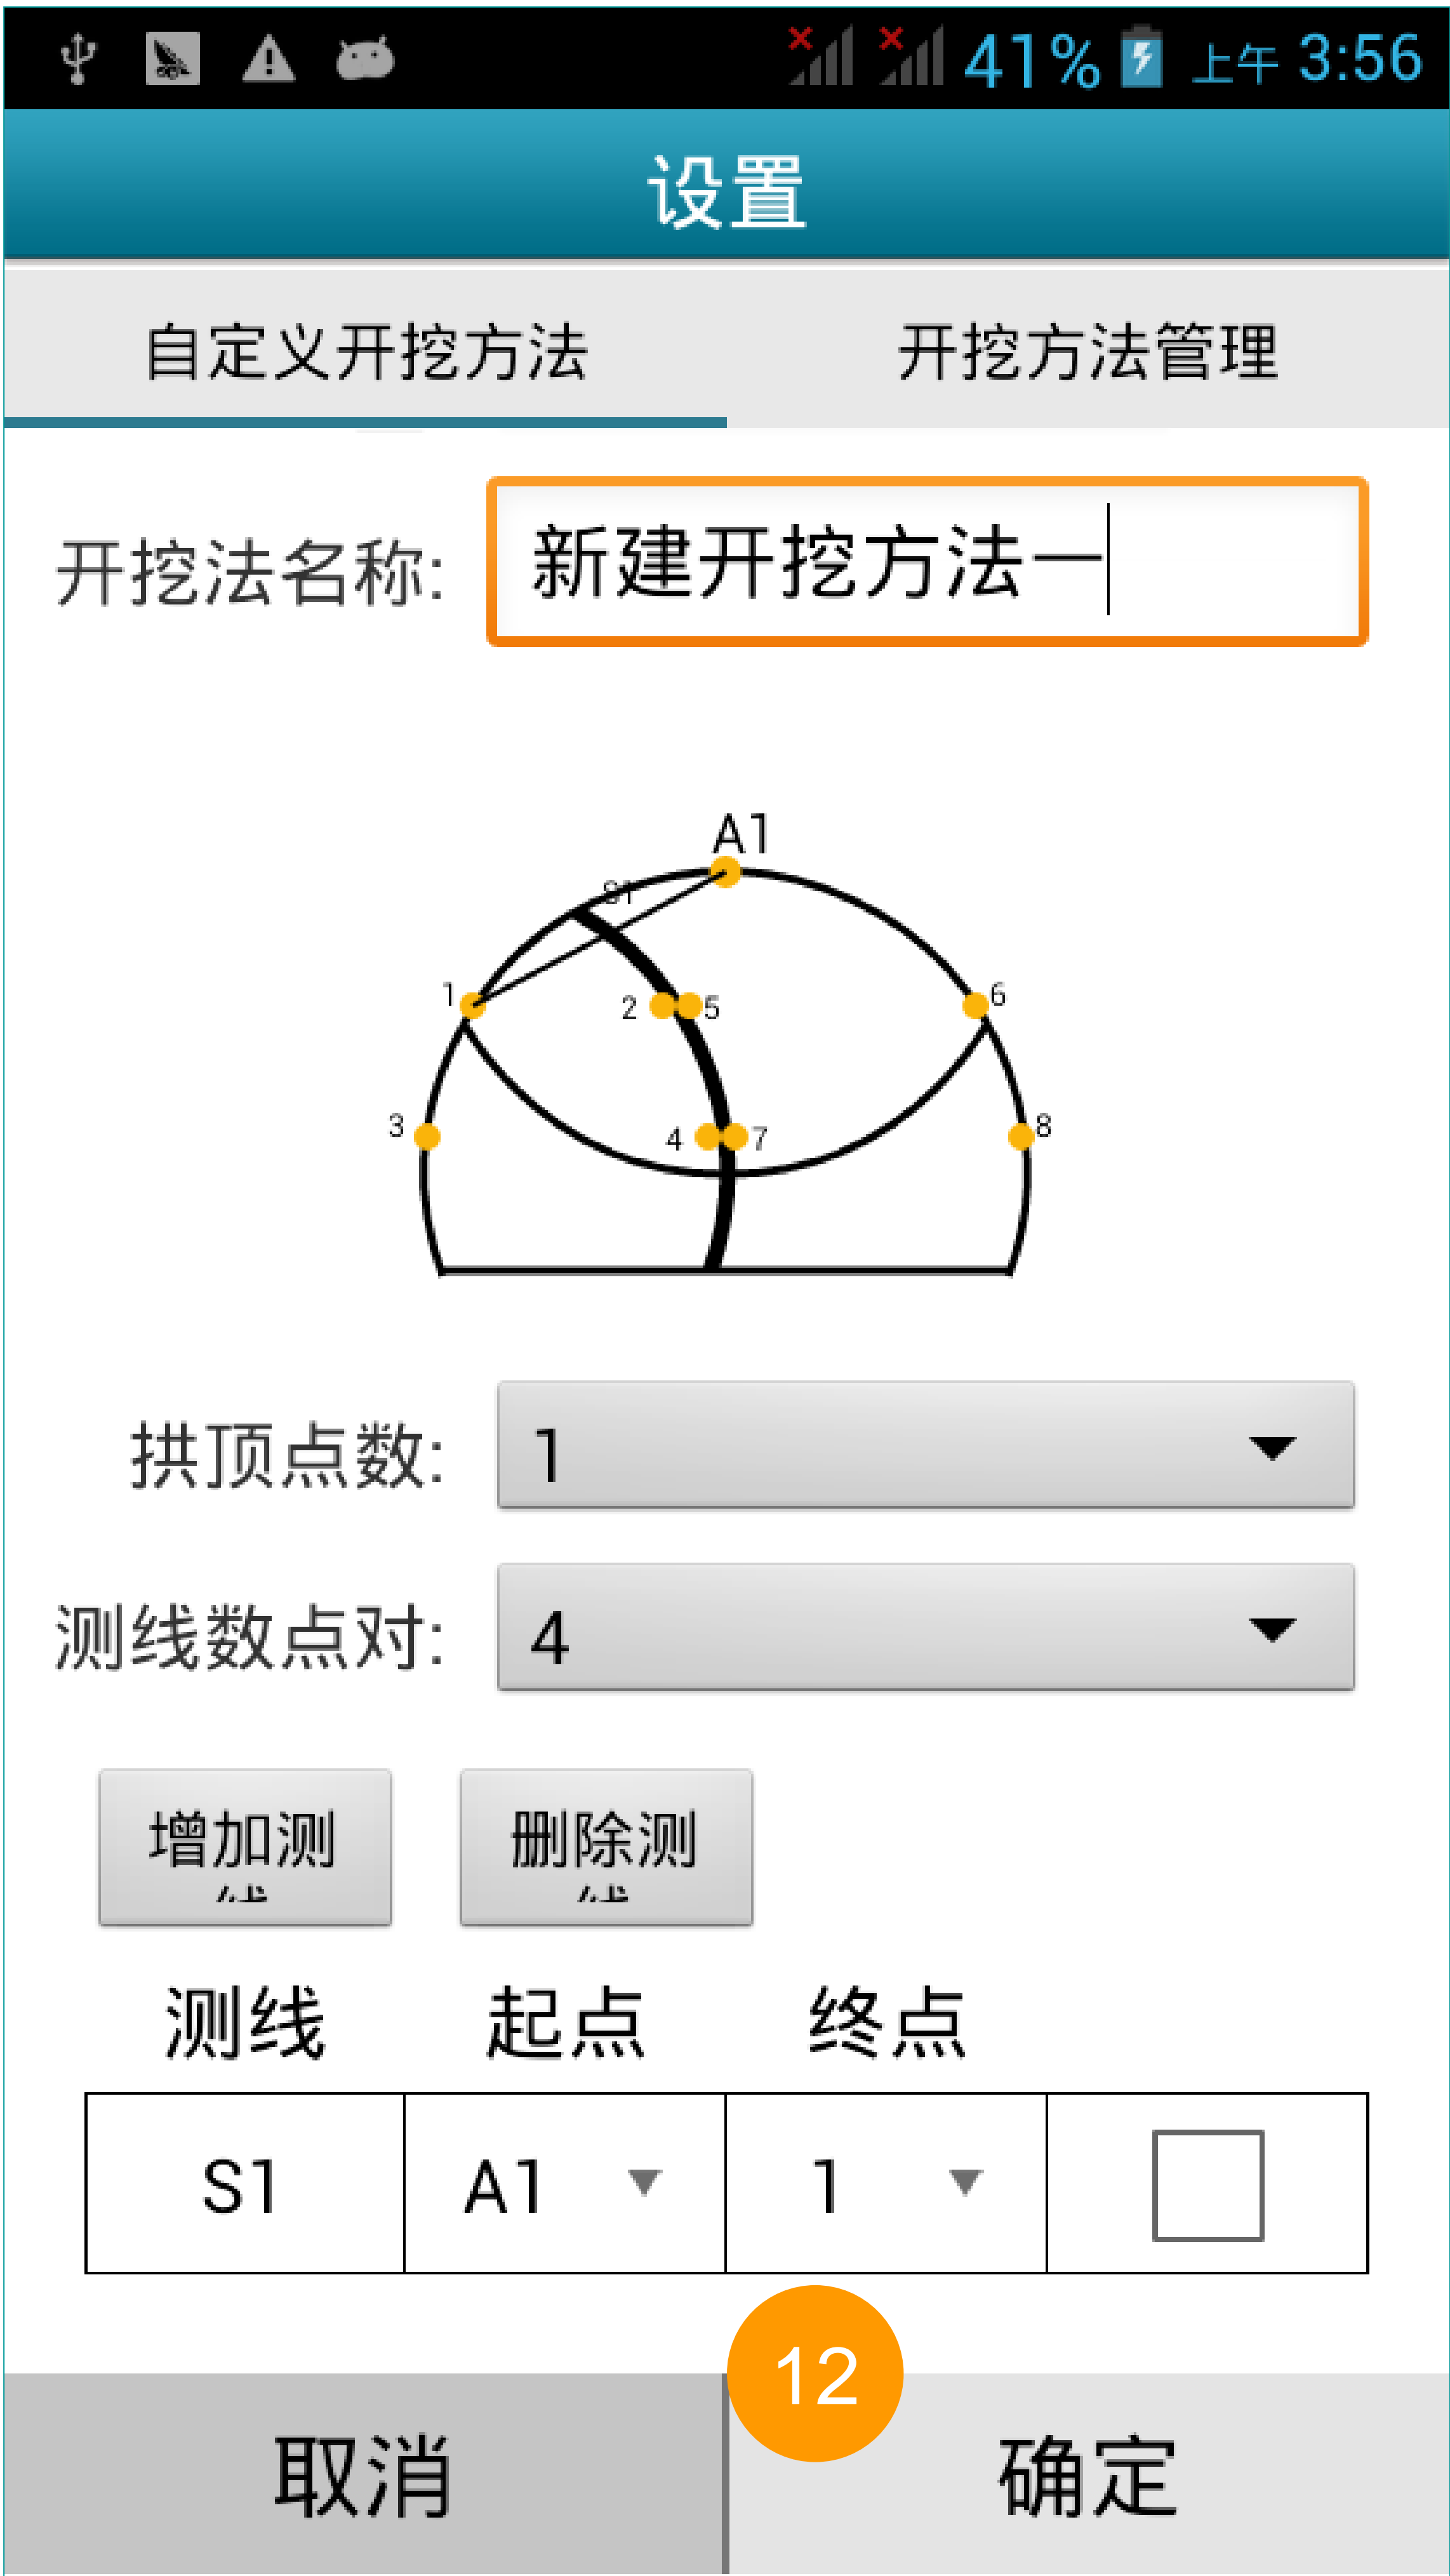 41% 上午 3:56
设置
自定义开挖方法 开挖方法管理
开挖法名称: 新建开挖方法一
A1
S1
1 2 5 6
3 4 7 8
拱顶点数: 1
测线数点对: 4
增加测线 删除测线
测线 起点 终点
S1 A1 1
12
取消 确定